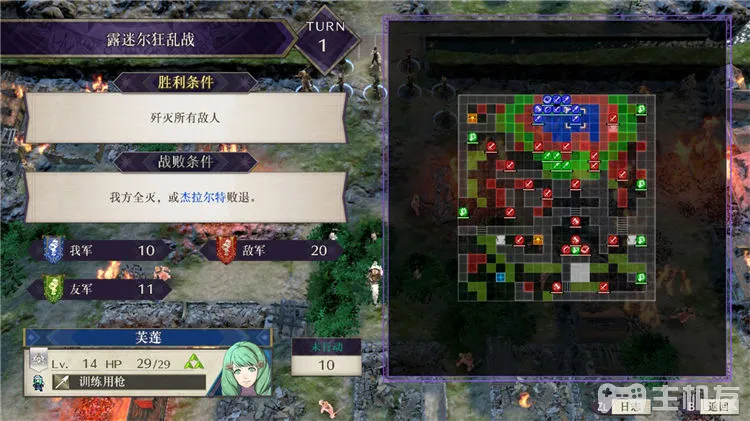 露迷尔狂乱战
TURN
1
胜利条件
歼灭所有敌人
战败条件
我方全灭，或杰拉尔特败退。
我军 10
敌军 20
友军 11
芙莲
Lv. 14 HP 29/29
训练用枪
未行动
10
主机友
日志
B 返回